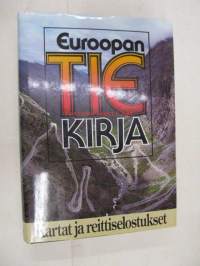 Euroopan
TIE
KIRJA
Kartat ja reittiselostukset